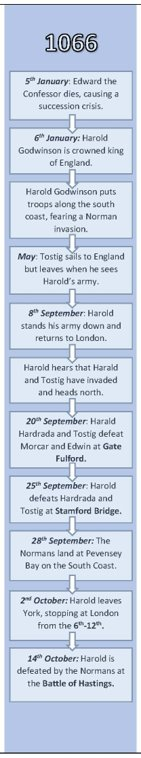 1066
5th January: Edward the
Confessor dies, causing a
succession crisis.
6th January: Harold
Godwinson is crowned king
of England.
Harold Godwinson puts
troops along the south
coast, fearing a Norman
invasion.
May: Tostig sails to England
but leaves when he sees
Harold's army.
8th September: Harold
stands his army down and
returns to London.
Harold hears that Harald
and Tostig have invaded
and heads north.
20th September: Harald
Hardrada and Tostig defeat
Morcar and Edwin at Gate
Fulford.
25th September: Harold
defeats Hardrada and
Tostig at Stamford Bridge.
28th September: The
Normans land at Pevensey
Bay on the South Coast.
2nd October: Harold leaves
York, stopping at London
from the 6th-12th.
14th October: Harold is
defeated by the Normans at
the Battle of Hastings.